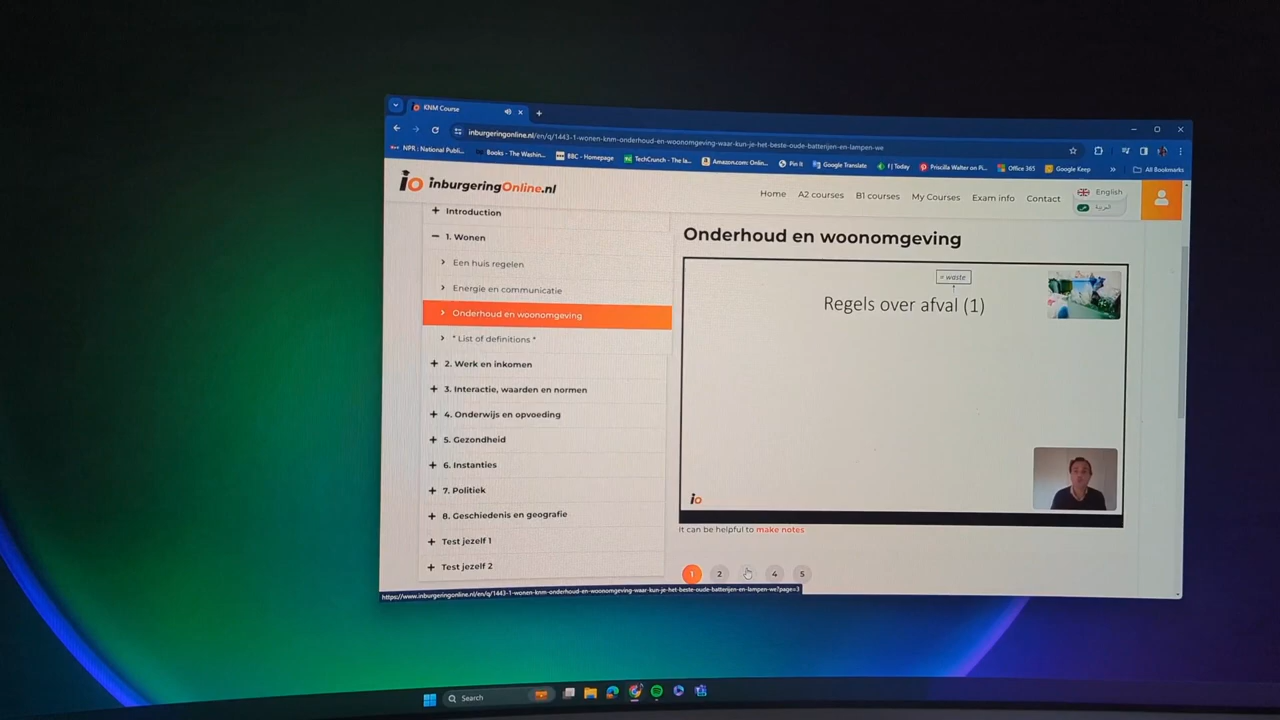 KNM Course
inburgeringonline.nl/en/q/1443-1-wonen-knm-onderhoud-en-woonomgeving-waar-kun-je-het-beste-oude-batterijen-en-lampen-we
NPR : National Publi...
Books - The Washin...
BBC - Homepage
TechCrunch - The la...
Amazon.com: Onlin...
Pin It
Google Translate
F| Today
Priscilla Walter on Pi...
Office 365
Google Keep
»
All Bookmarks
io inburgeringOnline.nl
Home
A2 courses
B1 courses
My Courses
Exam info
Contact
English
العربية
+ Introduction
− 1. Wonen
> Een huis regelen
> Energie en communicatie
> Onderhoud en woonomgeving
> * List of definitions *
+ 2. Werk en inkomen
+ 3. Interactie, waarden en normen
+ 4. Onderwijs en opvoeding
+ 5. Gezondheid
+ 6. Instanties
+ 7. Politiek
+ 8. Geschiedenis en geografie
+ Test jezelf 1
+ Test jezelf 2
Onderhoud en woonomgeving
= waste
Regels over afval (1)
io
It can be helpful to make notes
1 2 4 5
https://www.inburgeringonline.nl/en/q/1443-1-wonen-knm-onderhoud-en-woonomgeving-waar-kun-je-het-beste-oude-batterijen-en-lampen-we?page=3
Search